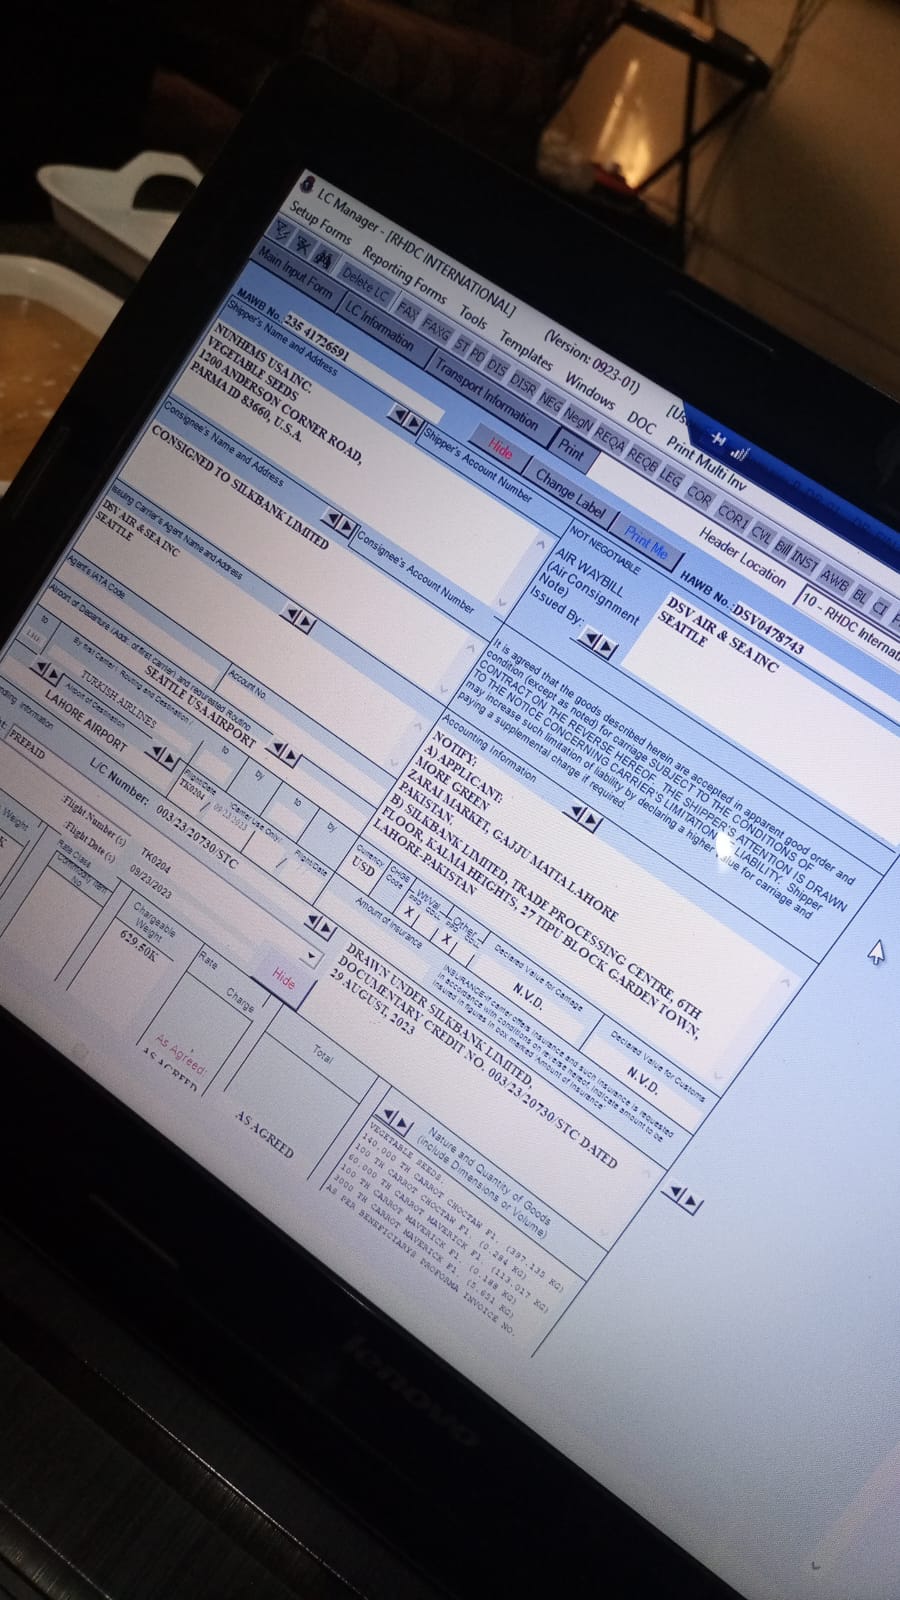 LC Manager - [RHDC INTERNATIONAL] (Version: 0923-01)
Setup Forms Reporting Forms Tools Templates Windows DOC Print Multi Inv
Delete LC FAX FAXG ST PD DIS DISR NEG NegN REQA REQB LEG COR COR1 CVL Bill INST AWB BL CI
Main Input Form LC Information Transport Information Print
Header Location 10 - RHDC Internat
Hide Change Label Print Me
MAWB No. 235 41726591
HAWB No. DSV0478743
Shipper's Name and Address
Shipper's Account Number
NUNHEMS USA INC.
VEGETABLE SEEDS
1200 ANDERSON CORNER ROAD,
PARMA ID 83660, U.S.A.
NOT NEGOTIABLE
AIR WAYBILL
(Air Consignment
Note)
Issued By:
DSV AIR & SEA INC
SEATTLE
Consignee's Name and Address
Consignee's Account Number
CONSIGNED TO SILKBANK LIMITED
It is agreed that the goods described herein are accepted in apparent good order and
condition (except as noted) for carriage SUBJECT TO THE CONDITIONS OF
CONTRACT ON THE REVERSE HEREOF. THE SHIPPER'S ATTENTION IS DRAWN
TO THE NOTICE CONCERNING CARRIER'S LIMITATION LIABILITY. Shipper
may increase such limitation of liability by declaring a higher value for carriage and
paying a supplemental charge if required.
Issuing Carrier's Agent Name and Address
DSV AIR & SEA INC
SEATTLE
Accounting Information
NOTIFY:
A) APPLICANT:
MORE GREEN
ZARAI MARKET, GAJJU MATTA LAHORE
PAKISTAN.
B) SILKBANK LIMITED, TRADE PROCESSING CENTRE, 6TH
FLOOR, KALMA HEIGHTS, 27 TIPU BLOCK GARDEN TOWN,
LAHORE-PAKISTAN
Agent's IATA Code
Account No.
Airport of Departure (Addr. of first carrier) and requested Routing
SEATTLE USA AIRPORT
to By first Carrier Routing and Destination to by to by
LHE TURKISH AIRLINES
Currency
USD
CHGS
Code
Wt/Val
Other
PPD COLL
X X
Declared Value for Carriage
N.V.D.
Declared Value for Customs
N.V.D.
Airport of Destination
LAHORE AIRPORT
Flight/Date
TK0204 / 09/23/2023
Flight/Date
Amount of Insurance
INSURANCE-If carrier offers insurance and such insurance is requested
in accordance with conditions on reverse hereof, indicate amount to be
insured in figures in box marked Amount of Insurance.
L/C Number: 003/23/20730/STC
PREPAID
DRAWN UNDER SILKBANK LIMITED,
DOCUMENTARY CREDIT NO. 003/23/20730/STC DATED
29 AUGUST, 2023
Flight Number(s) TK0204
Flight Date(s) 09/23/2023
Weight
Rate Class
Commodity Item
No.
Chargeable
Weight
629.50K
Rate
Charge
Hide
Total
Nature and Quantity of Goods
(include Dimensions or Volume)
As Agreed
AS AGREED
AS AGREED
VEGETABLE SEEDS.
140.000 TH CARROT CHOCTAW F1. (397.135 KG)
100 TH CARROT CHOCTAW F1. (0.284 KG)
60.000 TH CARROT MAVERICK F1 (113.017 KG)
100 TH CARROT MAVERICK F1. (0.188 KG)
3000 TH CARROT MAVERICK F1. (5.651 KG)
AS PER BENEFICIARYS PROFORMA INVOICE NO.
lenovo